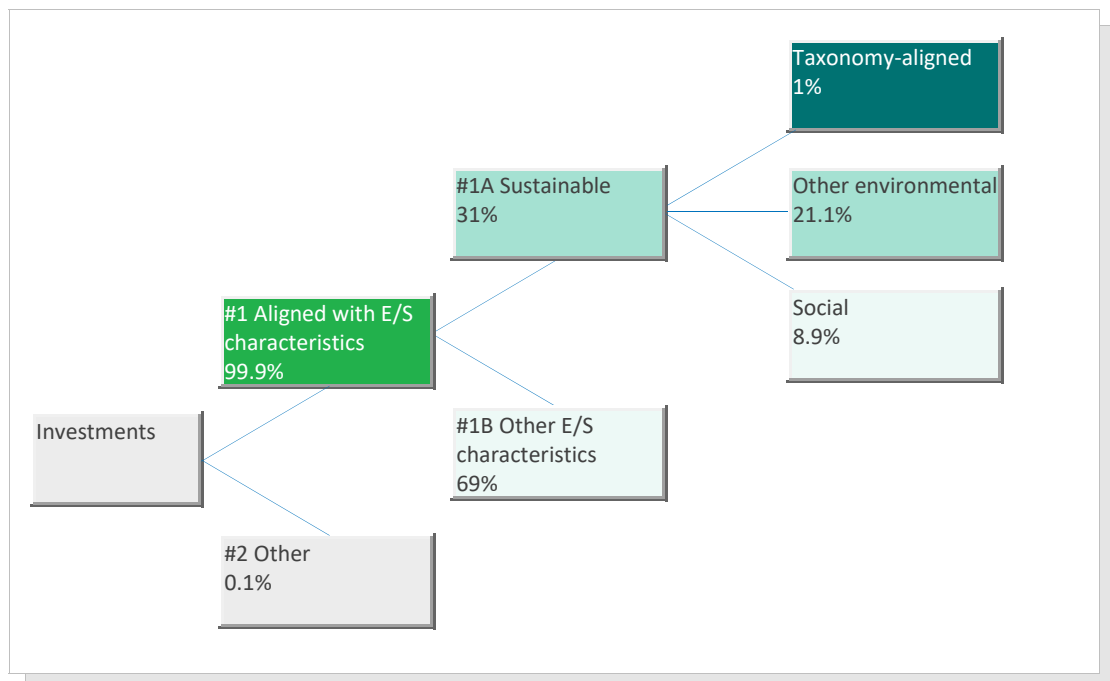 Taxonomy-aligned
1%
#1A Sustainable
31%
Other environmental
21.1%
#1 Aligned with E/S
characteristics
99.9%
Social
8.9%
Investments
#1B Other E/S
characteristics
69%
#2 Other
0.1%